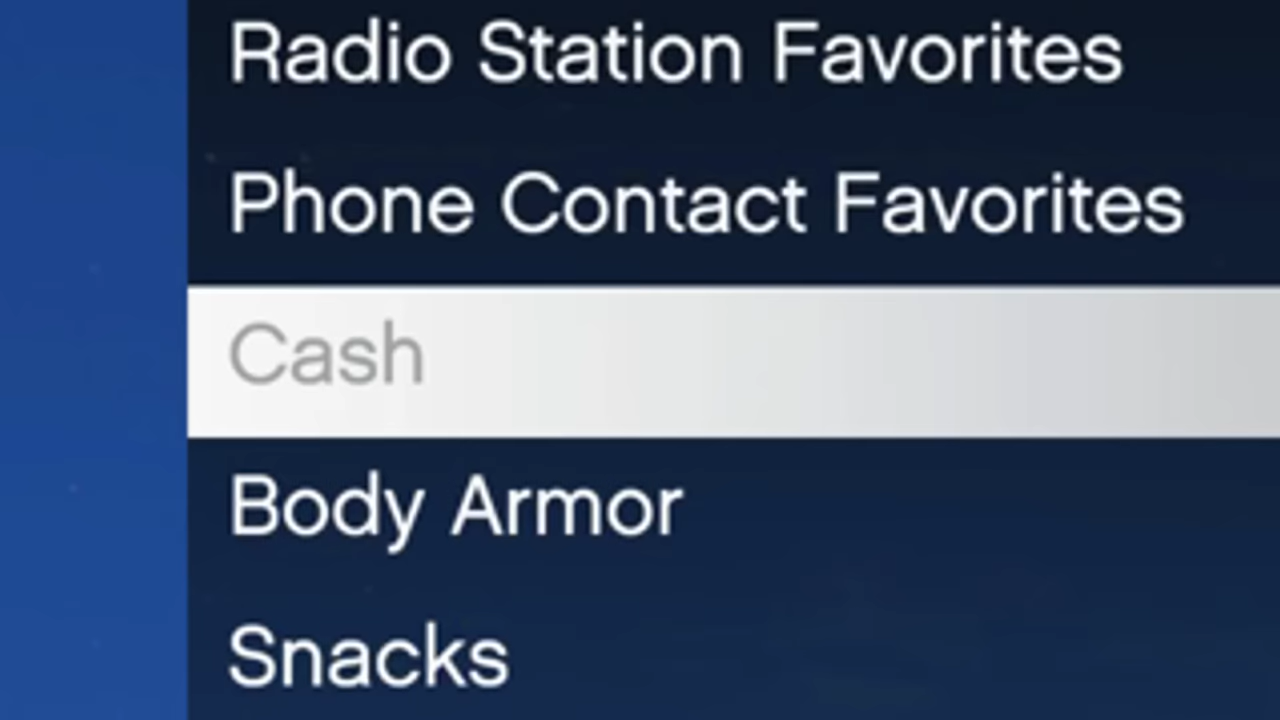 Radio Station Favorites
Phone Contact Favorites
Cash
Body Armor
Snacks